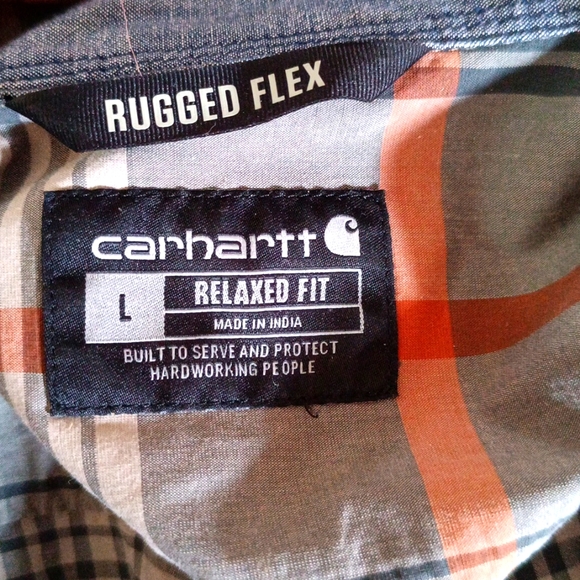 RUGGED FLEX
carhartt
L
RELAXED FIT
MADE IN INDIA
BUILT TO SERVE AND PROTECT
HARDWORKING PEOPLE